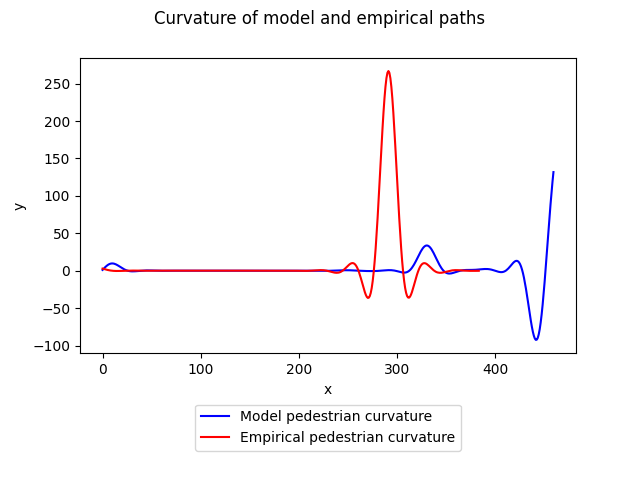 Curvature of model and empirical paths
250
200
150
100
50
0
−50
−100
y
0 100 200 300 400
x
Model pedestrian curvature
Empirical pedestrian curvature